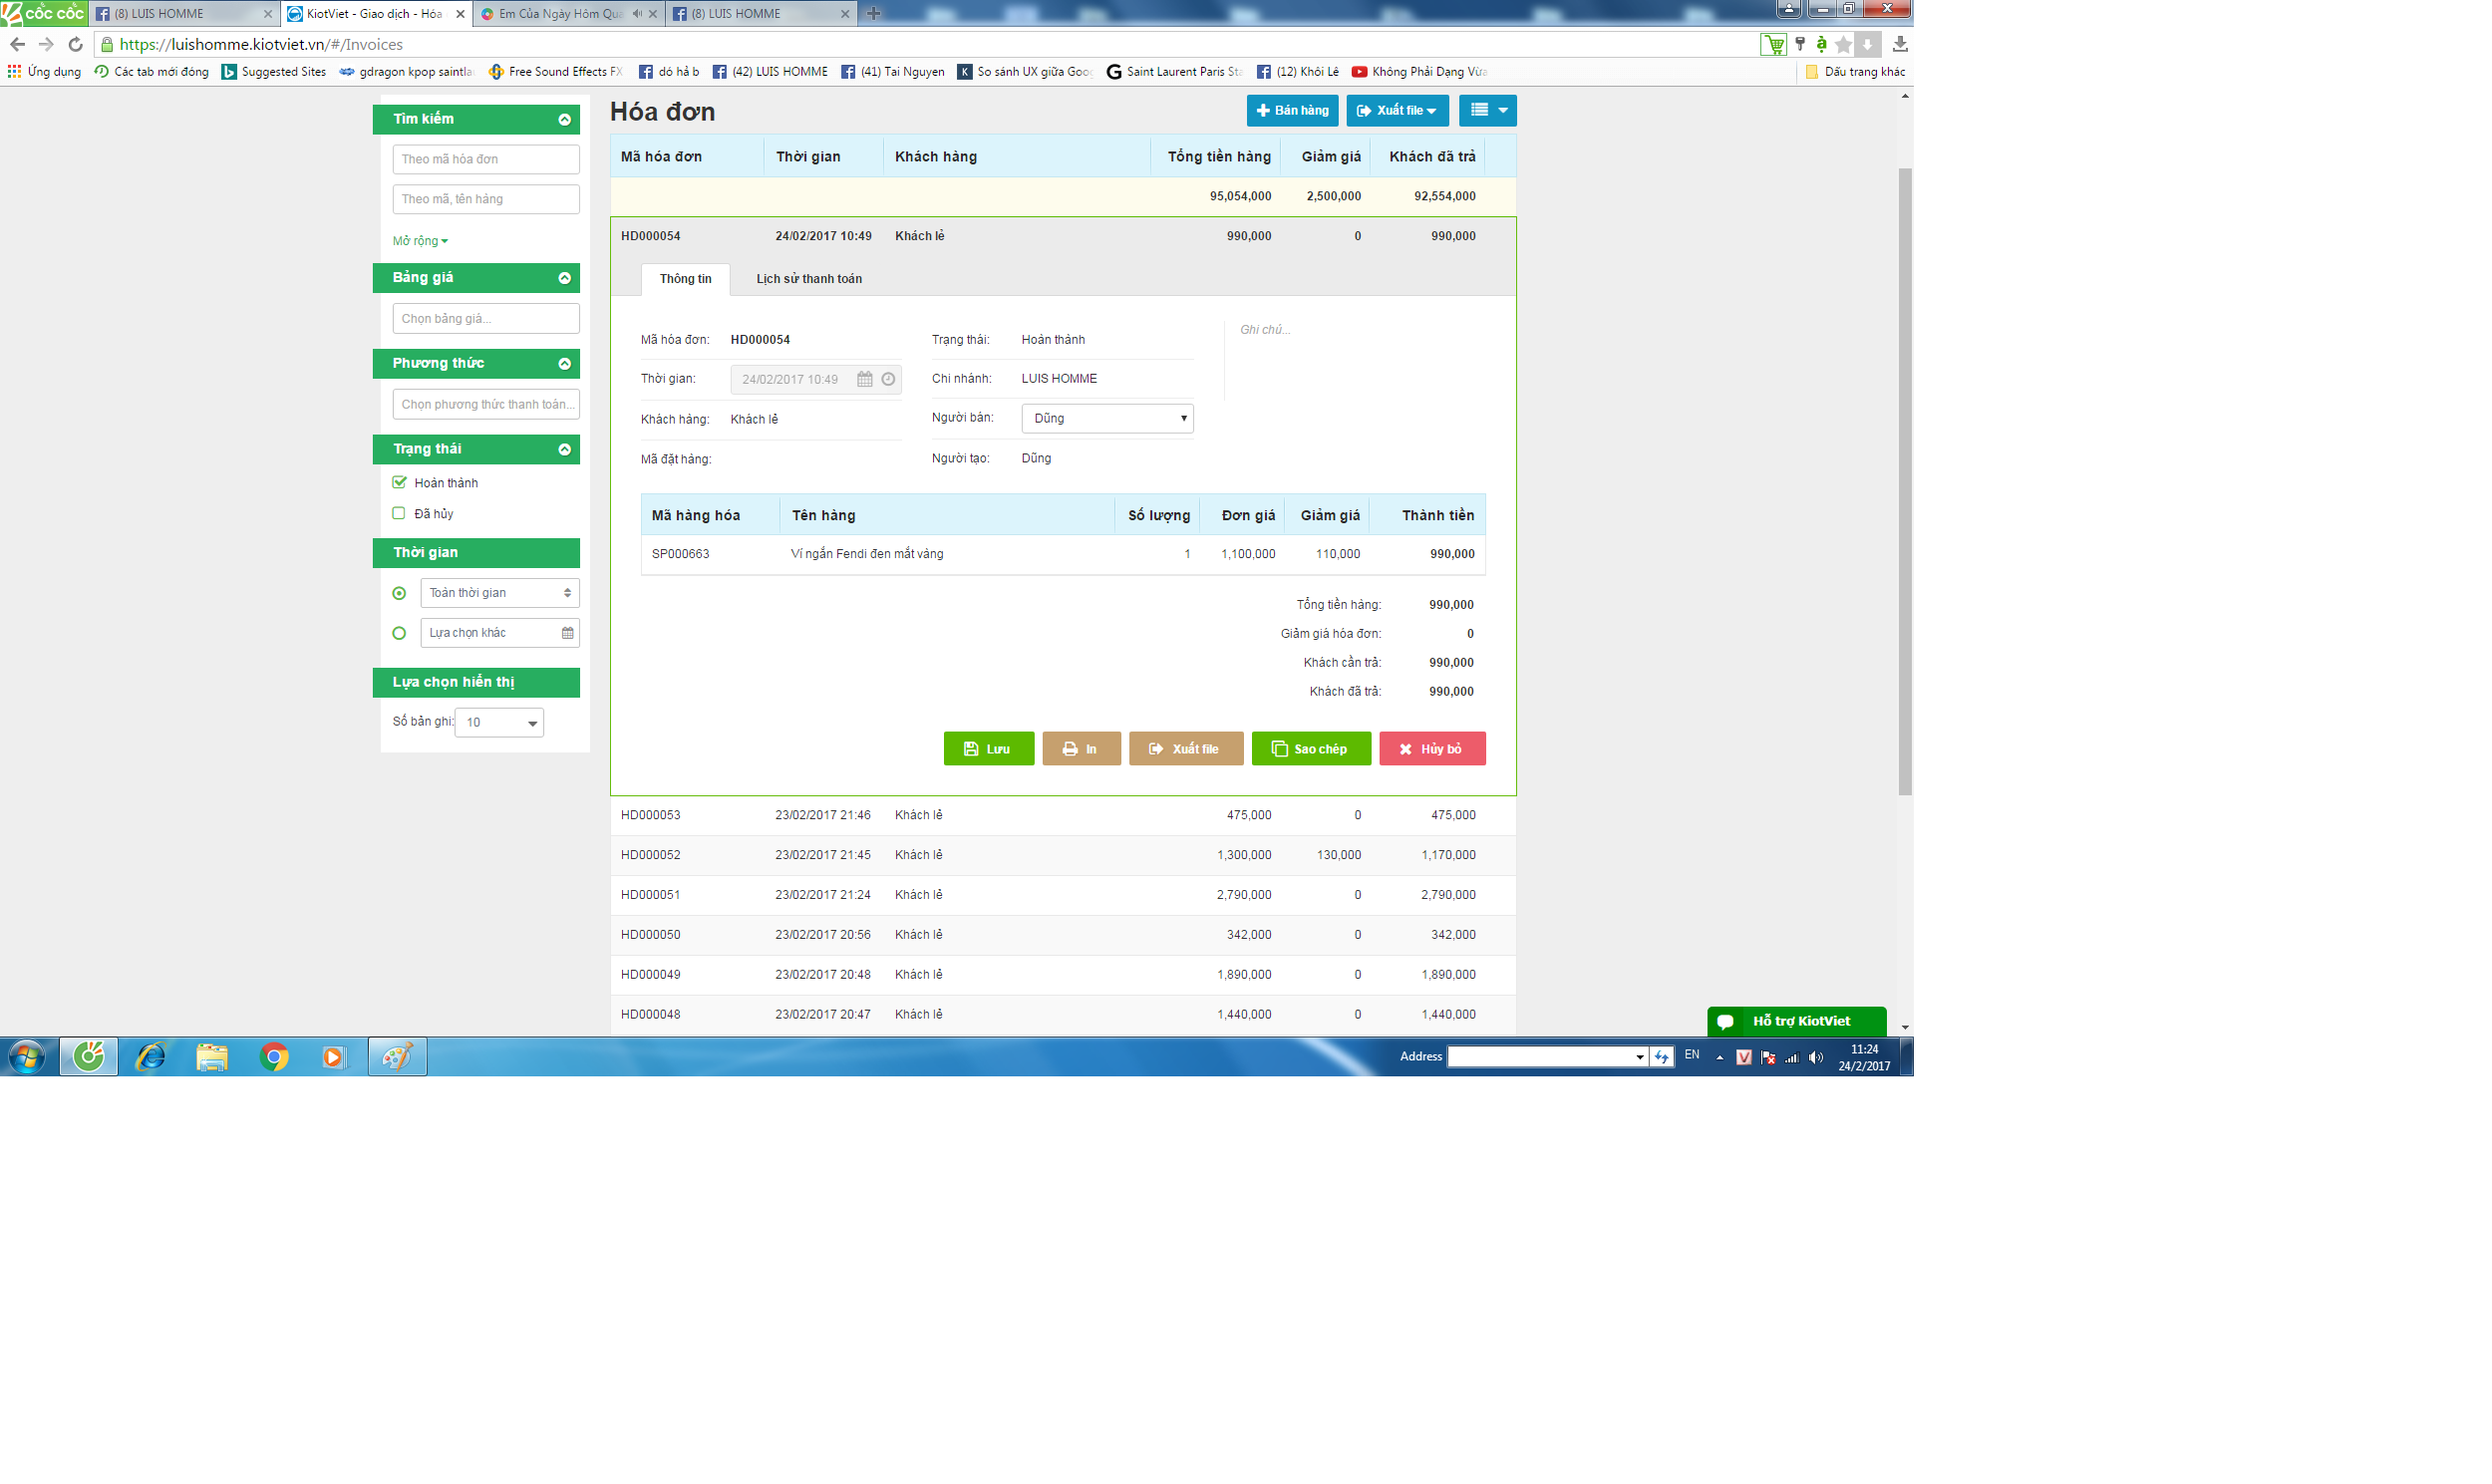 cốc cốc (8) LUIS HOMME KiotViet - Giao dịch - Hóa Em Của Ngày Hôm Qua (8) LUIS HOMME
https://luishomme.kiotviet.vn/#/Invoices
Ứng dụng Các tab mới đóng Suggested Sites gdragon kpop saintla Free Sound Effects FX dó hả b (42) LUIS HOMME (41) Tai Nguyen So sánh UX giữa Goog Saint Laurent Paris Sta (12) Khôi Lê Không Phải Dạng Vừa Dấu trang khác
Tìm kiếm
Theo mã hóa đơn
Theo mã, tên hàng
Mở rộng
Bảng giá
Chọn bảng giá...
Phương thức
Chọn phương thức thanh toán...
Trạng thái
Hoàn thành
Đã hủy
Thời gian
Toàn thời gian
Lựa chọn khác
Lựa chọn hiển thị
Số bản ghi: 10
Hóa đơn Bán hàng Xuất file
Mã hóa đơn Thời gian Khách hàng Tổng tiền hàng Giảm giá Khách đã trả
95,054,000 2,500,000 92,554,000
HD000054 24/02/2017 10:49 Khách lẻ 990,000 0 990,000
Thông tin Lịch sử thanh toán
Mã hóa đơn: HD000054 Trạng thái: Hoàn thành Ghi chú...
Thời gian: 24/02/2017 10:49 Chi nhánh: LUIS HOMME
Khách hàng: Khách lẻ Người bán: Dũng
Mã đặt hàng: Người tạo: Dũng
Mã hàng hóa Tên hàng Số lượng Đơn giá Giảm giá Thành tiền
SP000663 Ví ngắn Fendi đen mắt vàng 1 1,100,000 110,000 990,000
Tổng tiền hàng: 990,000
Giảm giá hóa đơn: 0
Khách cần trả: 990,000
Khách đã trả: 990,000
Lưu In Xuất file Sao chép Hủy bỏ
HD000053 23/02/2017 21:46 Khách lẻ 475,000 0 475,000
HD000052 23/02/2017 21:45 Khách lẻ 1,300,000 130,000 1,170,000
HD000051 23/02/2017 21:24 Khách lẻ 2,790,000 0 2,790,000
HD000050 23/02/2017 20:56 Khách lẻ 342,000 0 342,000
HD000049 23/02/2017 20:48 Khách lẻ 1,890,000 0 1,890,000
HD000048 23/02/2017 20:47 Khách lẻ 1,440,000 0 1,440,000
Hỗ trợ KiotViet
Address EN 11:24
24/2/2017